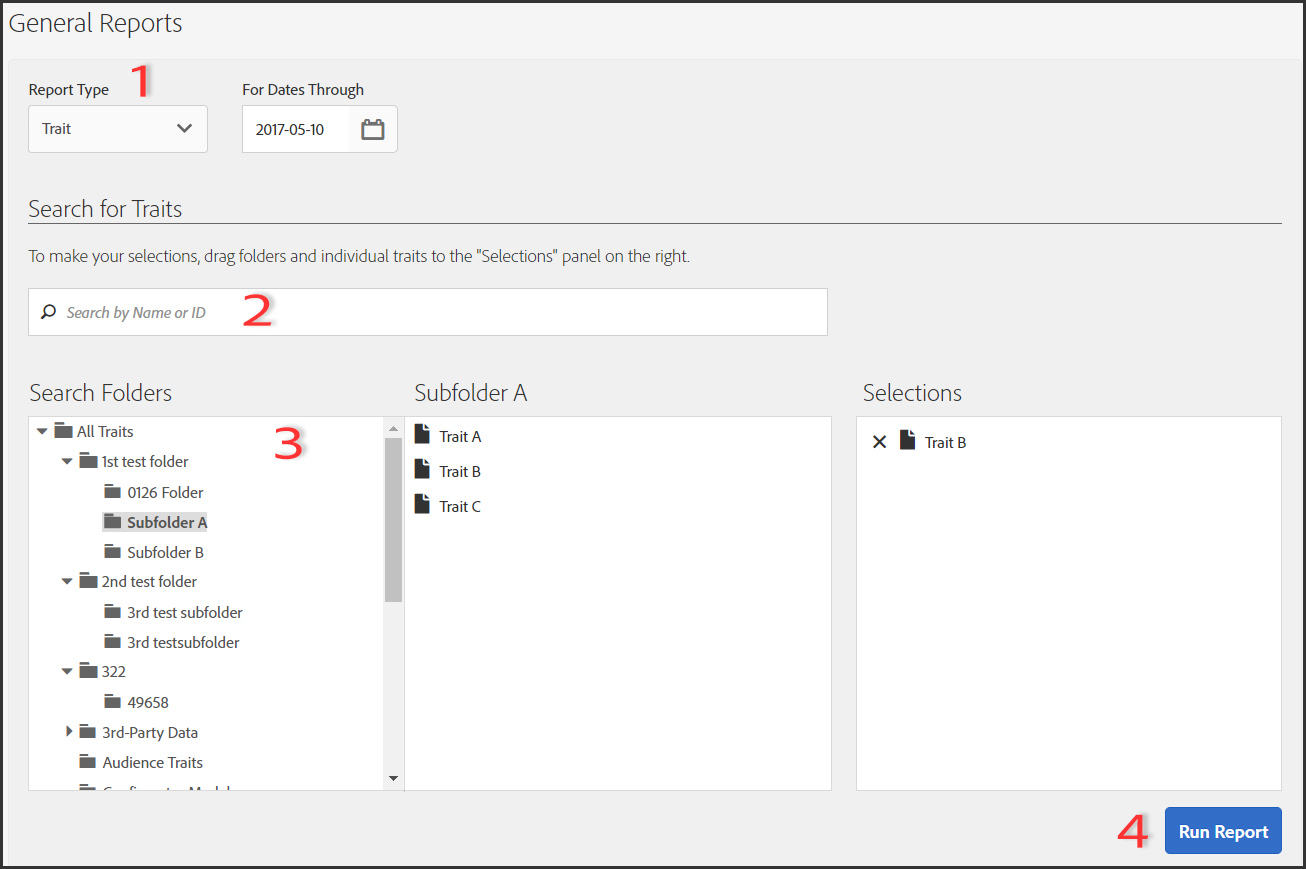 General Reports
1
Report Type
For Dates Through
Trait
2017-05-10
Search for Traits
To make your selections, drag folders and individual traits to the "Selections" panel on the right.
Search by Name or ID
2
Search Folders
Subfolder A
Selections
All Traits
3
1st test folder
0126 Folder
Subfolder A
Subfolder B
2nd test folder
3rd test subfolder
3rd testsubfolder
322
49658
3rd-Party Data
Audience Traits
Trait A
Trait B
Trait C
Trait B
4
Run Report